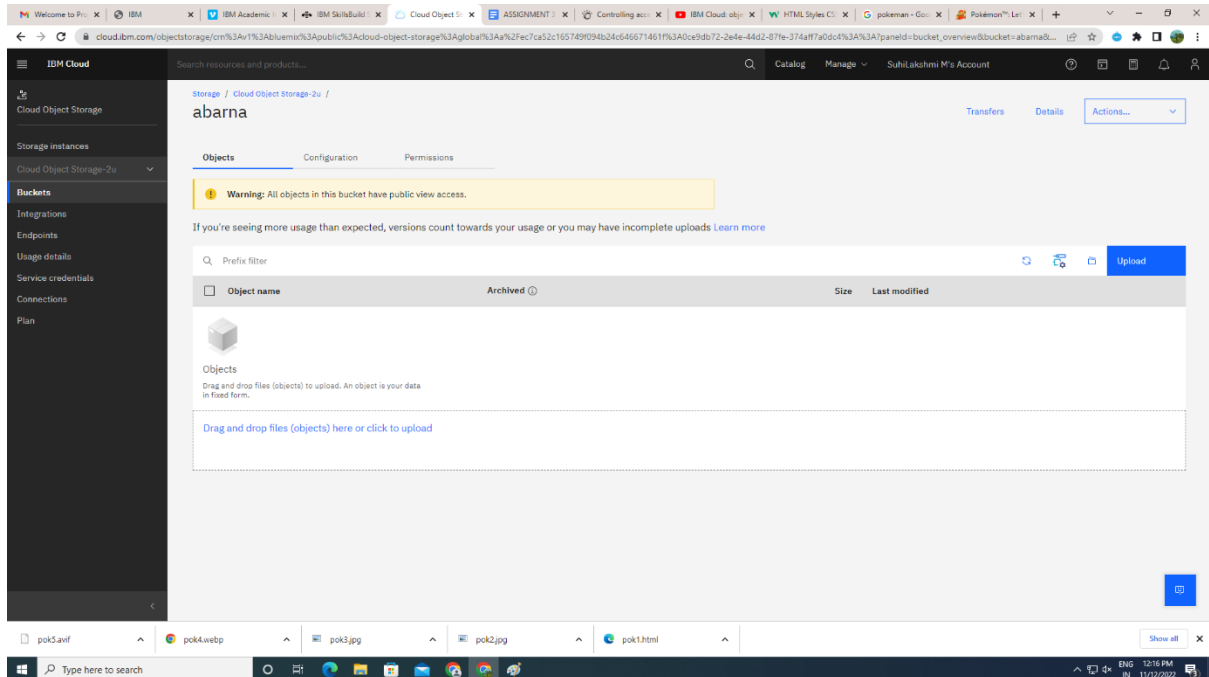 Welcome to Pro
IBM
IBM Academic I
IBM SkillsBuild S
Cloud Object St
ASSIGNMENT 3
Controlling acce
IBM Cloud: obje
HTML Styles CSS
pokeman - Goo
Pokémon™: Let
cloud.ibm.com/objectstorage/
IBM Cloud
Search resources and products...
Catalog
Manage
SuhiLakshmi M's Account
Cloud Object Storage
Storage instances
Cloud Object Storage-2u
Buckets
Integrations
Endpoints
Usage details
Service credentials
Connections
Plan
Storage / Cloud Object Storage-2u /
abarna
Transfers
Details
Actions...
Objects
Configuration
Permissions
Warning: All objects in this bucket have public view access.
If you're seeing more usage than expected, versions count towards your usage or you may have incomplete uploads Learn more
Prefix filter
Upload
Object name
Archived
Size
Last modified
Objects
Drag and drop files (objects) to upload. An object is your data
in fixed form.
Drag and drop files (objects) here or click to upload
pok5.avif
pok4.webp
pok3.jpg
pok2.jpg
pok1.html
Show all
Type here to search
ENG
IN
12:16 PM
11/12/2022